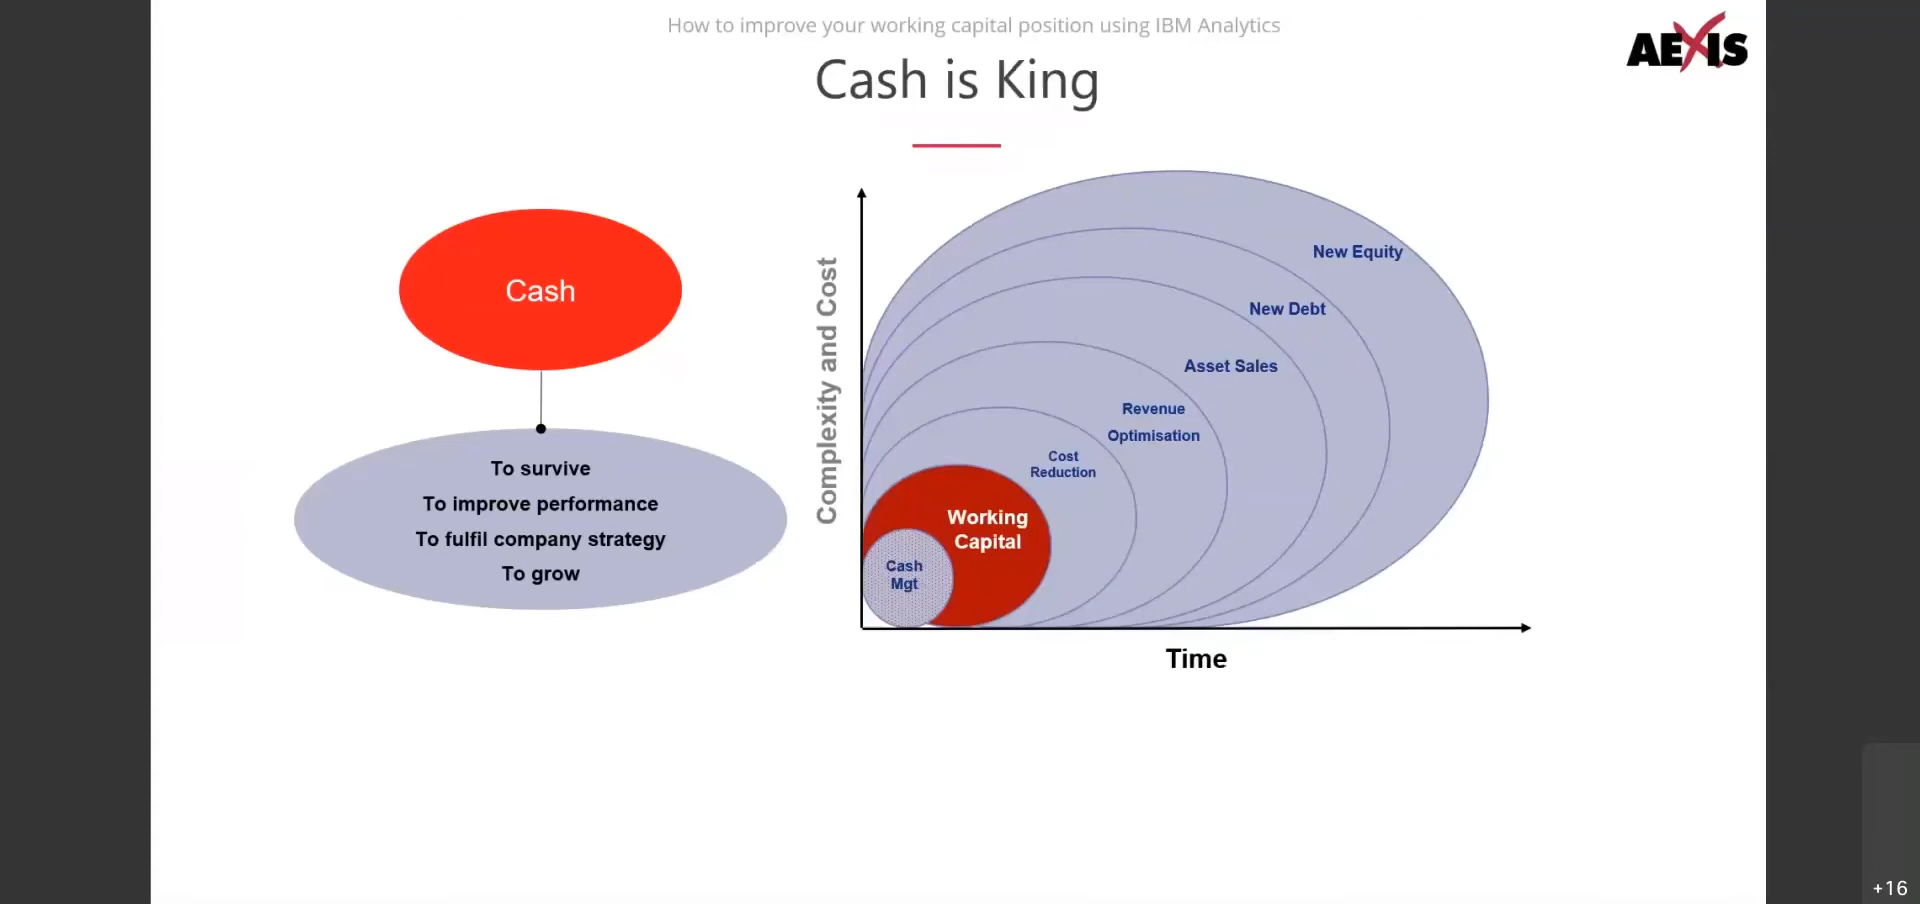 How to improve your working capital position using IBM Analytics
AEXIS
Cash is King
Cash
To survive
To improve performance
To fulfil company strategy
To grow
Complexity and Cost
New Equity
New Debt
Asset Sales
Revenue
Optimisation
Cost
Reduction
Working
Capital
Cash
Mgt
Time
+16